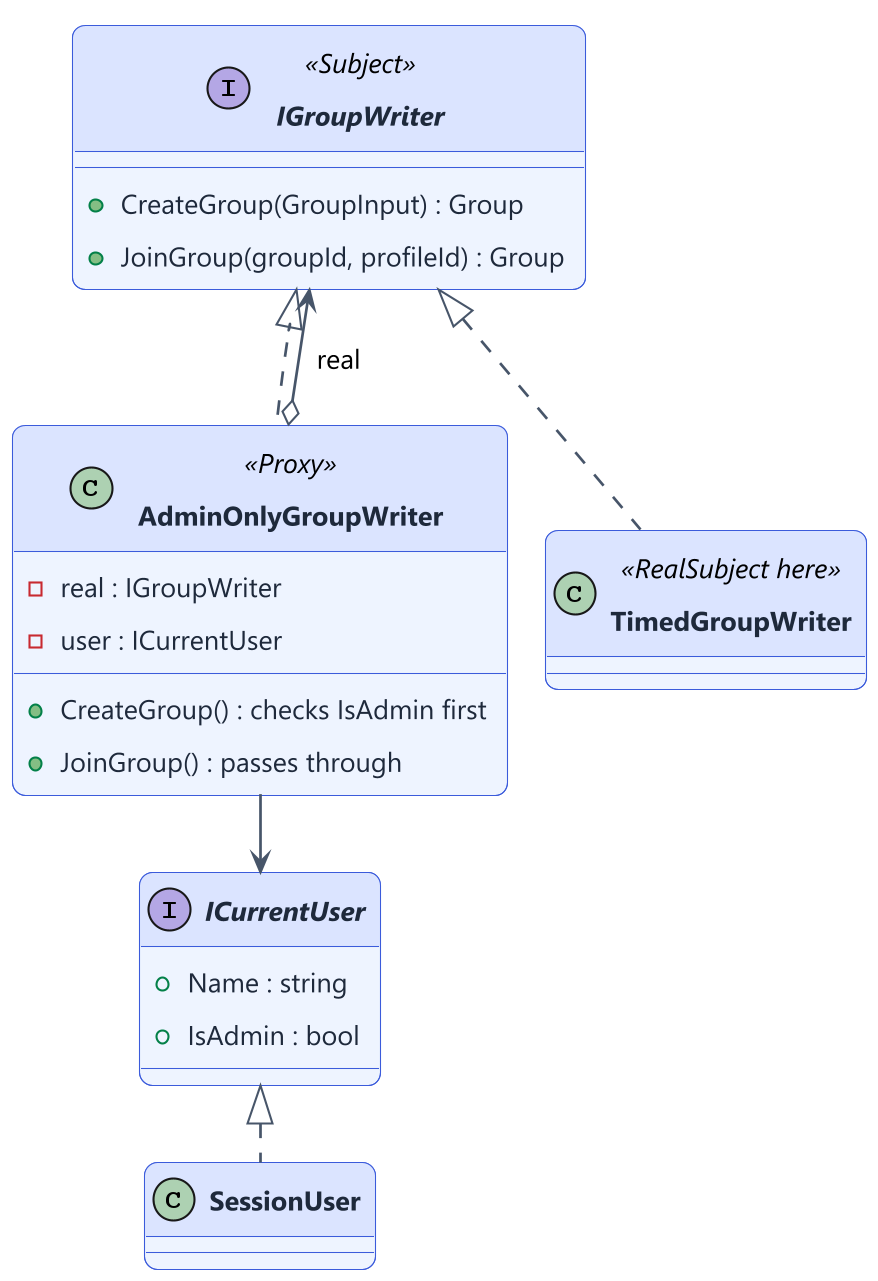 «Subject»
I
IGroupWriter
CreateGroup(GroupInput) : Group
JoinGroup(groupId, profileId) : Group
real
«Proxy»
C
AdminOnlyGroupWriter
real : IGroupWriter
user : ICurrentUser
CreateGroup() : checks IsAdmin first
JoinGroup() : passes through
«RealSubject here»
C
TimedGroupWriter
I ICurrentUser
Name : string
IsAdmin : bool
C SessionUser